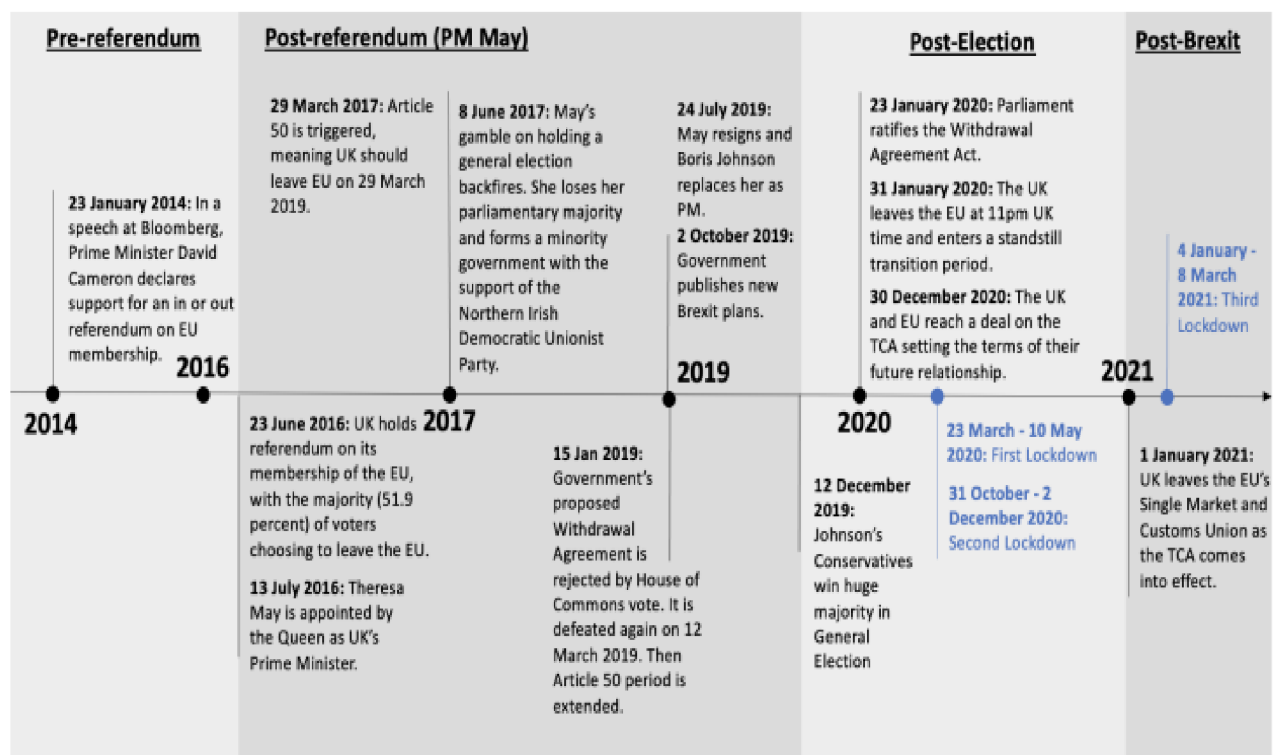 Pre-referendum
Post-referendum (PM May)
Post-Election
Post-Brexit
23 January 2014: In a
speech at Bloomberg,
Prime Minister David
Cameron declares
support for an in or out
referendum on EU
membership.
29 March 2017: Article
50 is triggered,
meaning UK should
leave EU on 29 March
2019.
8 June 2017: May's
gamble on holding a
general election
backfires. She loses her
parliamentary majority
and forms a minority
government with the
support of the
Northern Irish
Democratic Unionist
Party.
24 July 2019:
May resigns and
Boris Johnson
replaces her as
PM.
2 October 2019:
Government
publishes new
Brexit plans.
23 January 2020: Parliament
ratifies the Withdrawal
Agreement Act.
31 January 2020: The UK
leaves the EU at 11pm UK
time and enters a standstill
transition period.
30 December 2020: The UK
and EU reach a deal on the
TCA setting the terms of their
future relationship.
4 January -
8 March
2021: Third
Lockdown
2014
2016
2017
2019
2020
2021
23 June 2016: UK holds
referendum on its
membership of the EU,
with the majority (51.9
percent) of voters
choosing to leave the EU.
13 July 2016: Theresa
May is appointed by
the Queen as UK's
Prime Minister.
15 Jan 2019:
Government's
proposed
Withdrawal
Agreement is
rejected by House of
Commons vote. It is
defeated again on 12
March 2019. Then
Article 50 period is
extended.
12 December
2019:
Johnson's
Conservatives
win huge
majority in
General
Election
23 March - 10 May
2020: First Lockdown
31 October - 2
December 2020:
Second Lockdown
1 January 2021:
UK leaves the EU's
Single Market and
Customs Union as
the TCA comes
into effect.